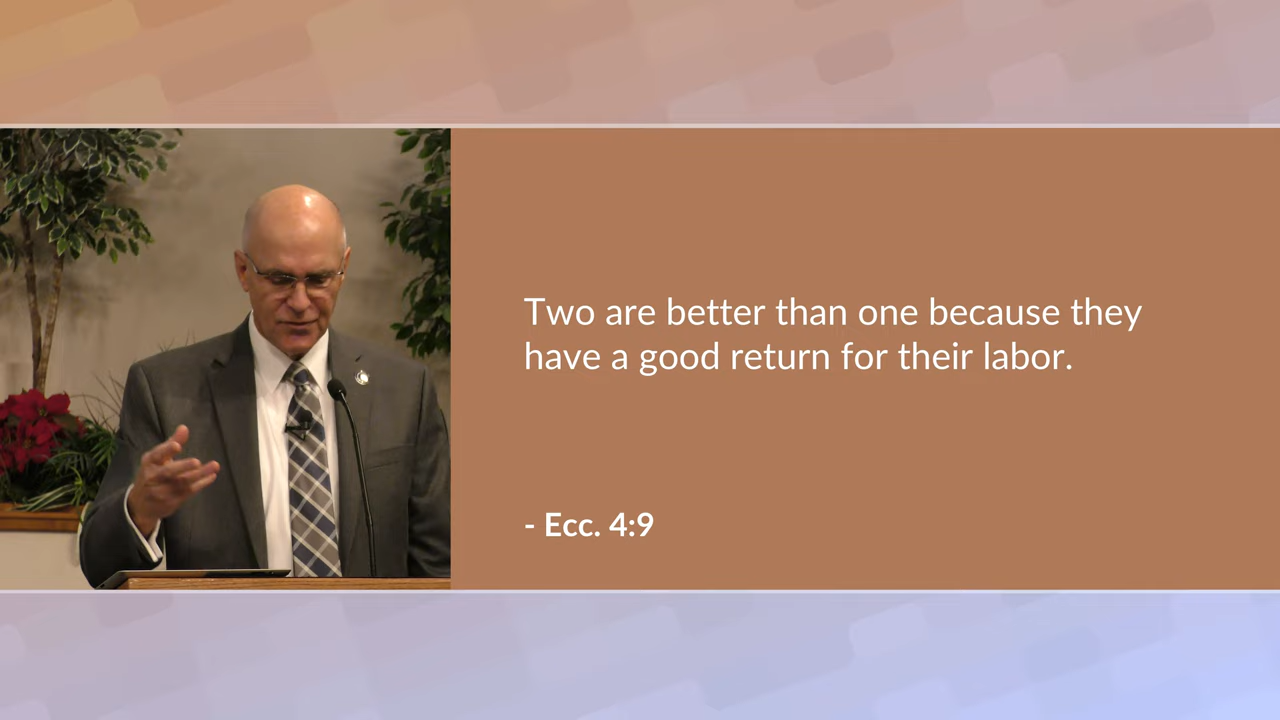 Two are better than one because they
have a good return for their labor.
- Ecc. 4:9